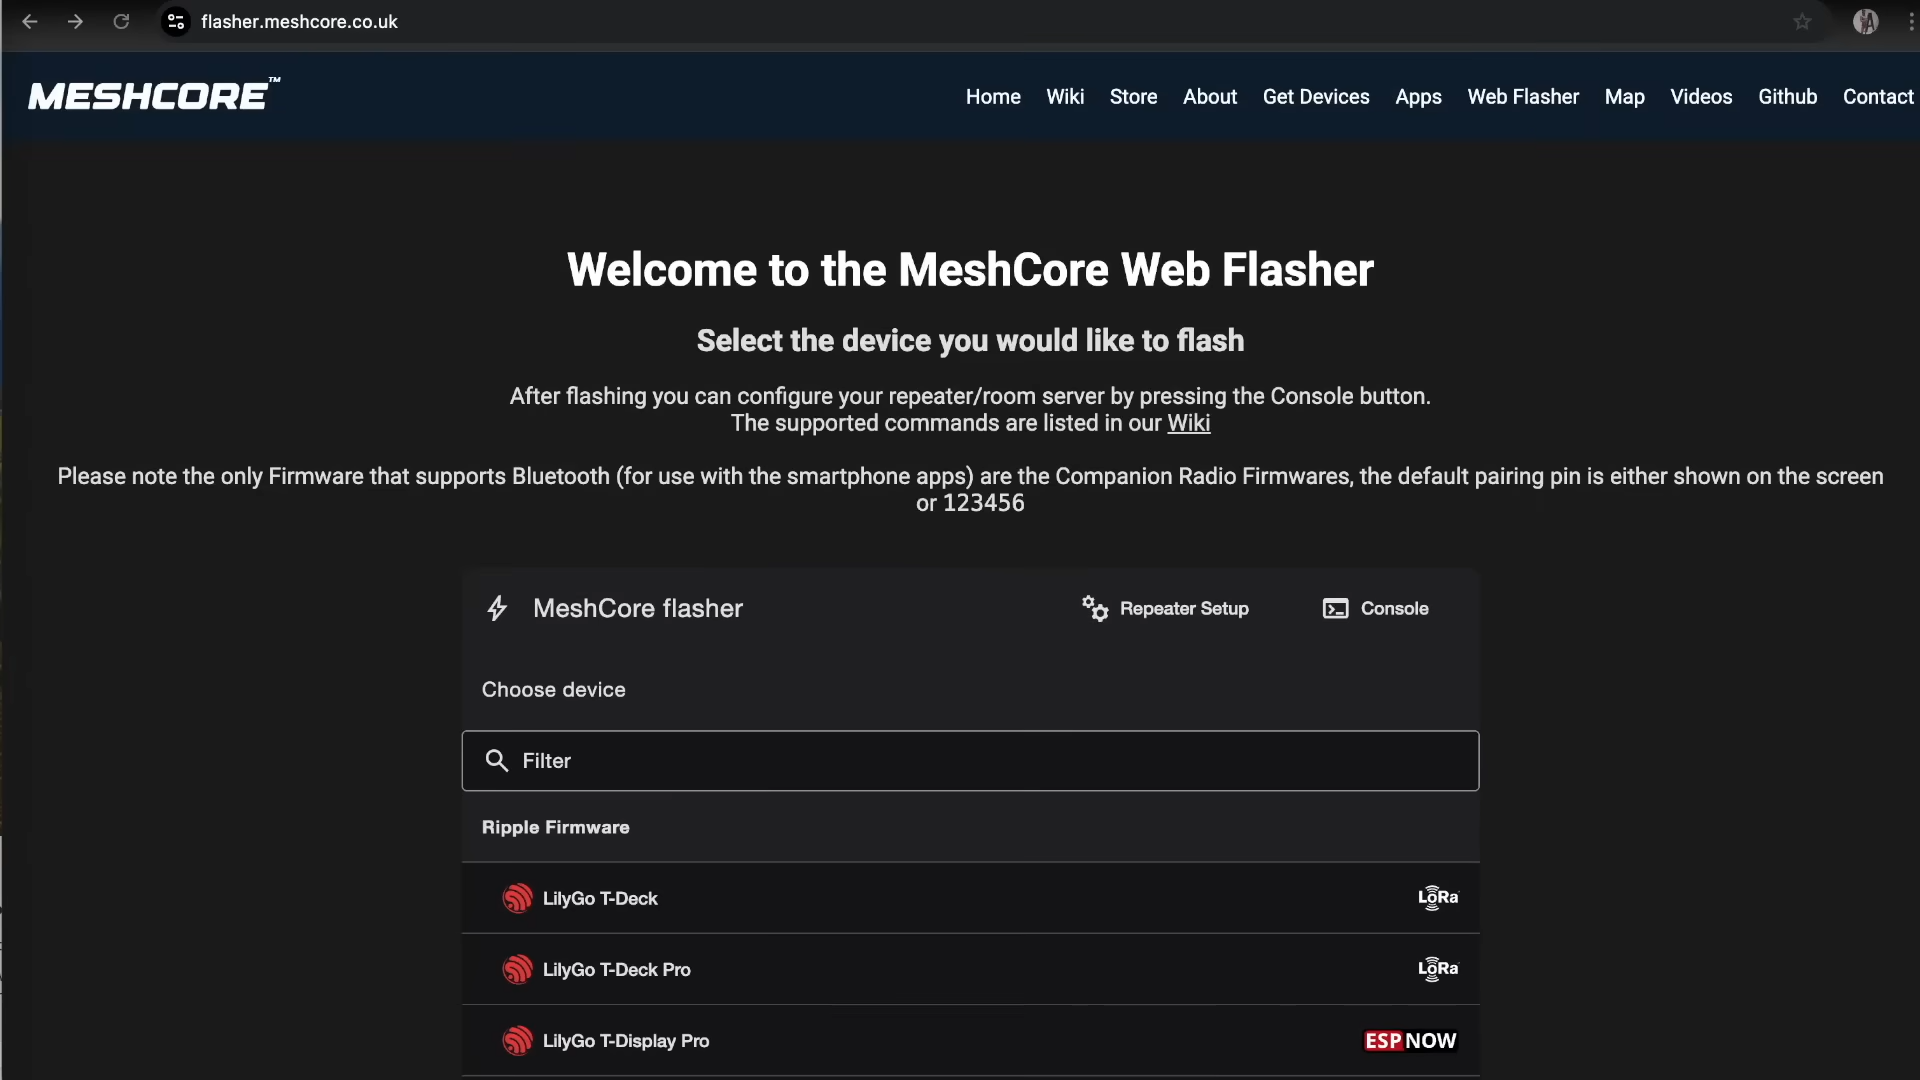 flasher.meshcore.co.uk
MESHCORE™
Home Wiki Store About Get Devices Apps Web Flasher Map Videos Github Contact
Welcome to the MeshCore Web Flasher
Select the device you would like to flash
After flashing you can configure your repeater/room server by pressing the Console button.
The supported commands are listed in our Wiki
Please note the only Firmware that supports Bluetooth (for use with the smartphone apps) are the Companion Radio Firmwares, the default pairing pin is either shown on the screen
or 123456
MeshCore flasher Repeater Setup Console
Choose device
Filter
Ripple Firmware
LilyGo T-Deck LoRa
LilyGo T-Deck Pro LoRa
LilyGo T-Display Pro ESPNOW